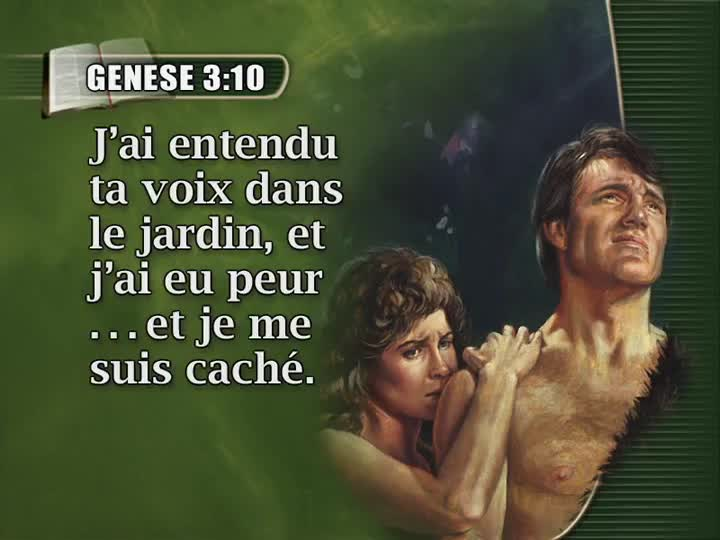 GENESE 3:10
J’ai entendu
ta voix dans
le jardin, et
j’ai eu peur
...et je me
suis caché.